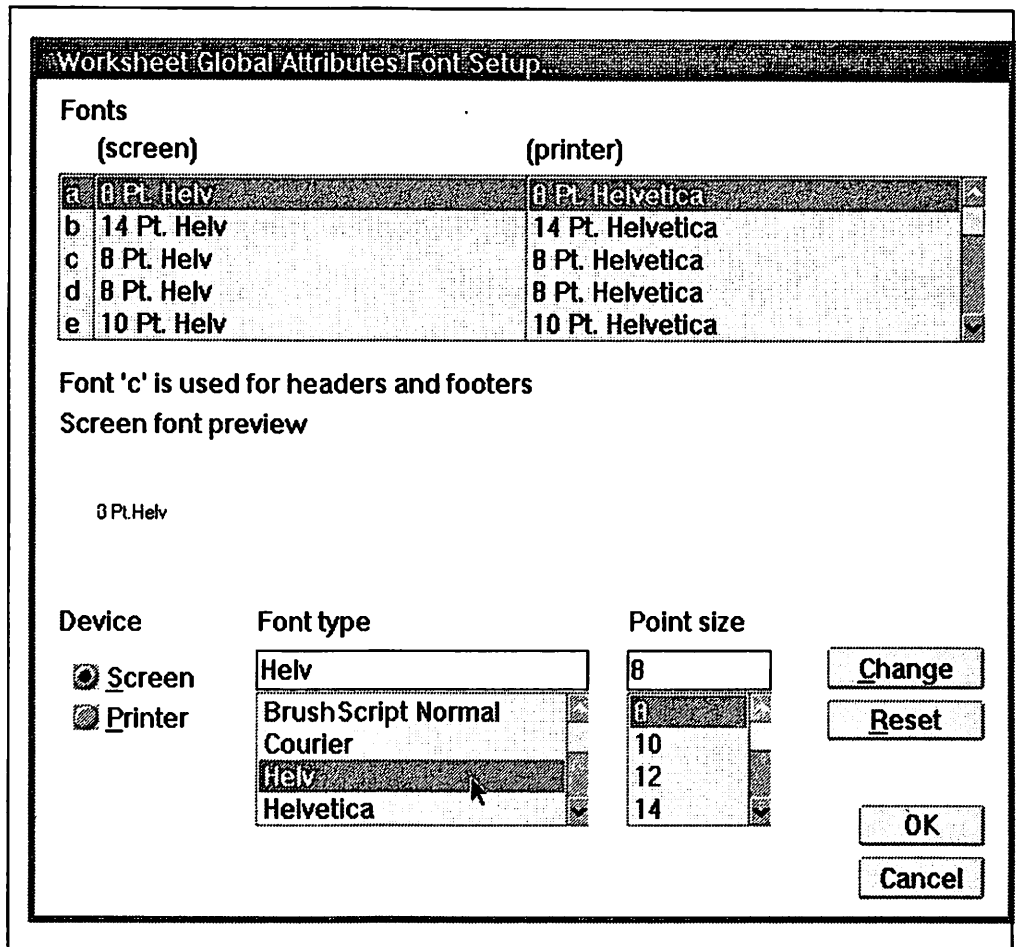 Worksheet Global Attributes Font Setup...
Fonts
(screen) (printer)
a 8 Pt. Helv 8 Pt. Helvetica
b 14 Pt. Helv 14 Pt. Helvetica
c 8 Pt. Helv 8 Pt. Helvetica
d 8 Pt. Helv 8 Pt. Helvetica
e 10 Pt. Helv 10 Pt. Helvetica
Font 'c' is used for headers and footers
Screen font preview
8 Pt.Helv
Device Font type Point size
Screen Helv 8 Change
Printer BrushScript Normal 8 Reset
Courier 10
Helv 12
Helvetica 14
OK
Cancel